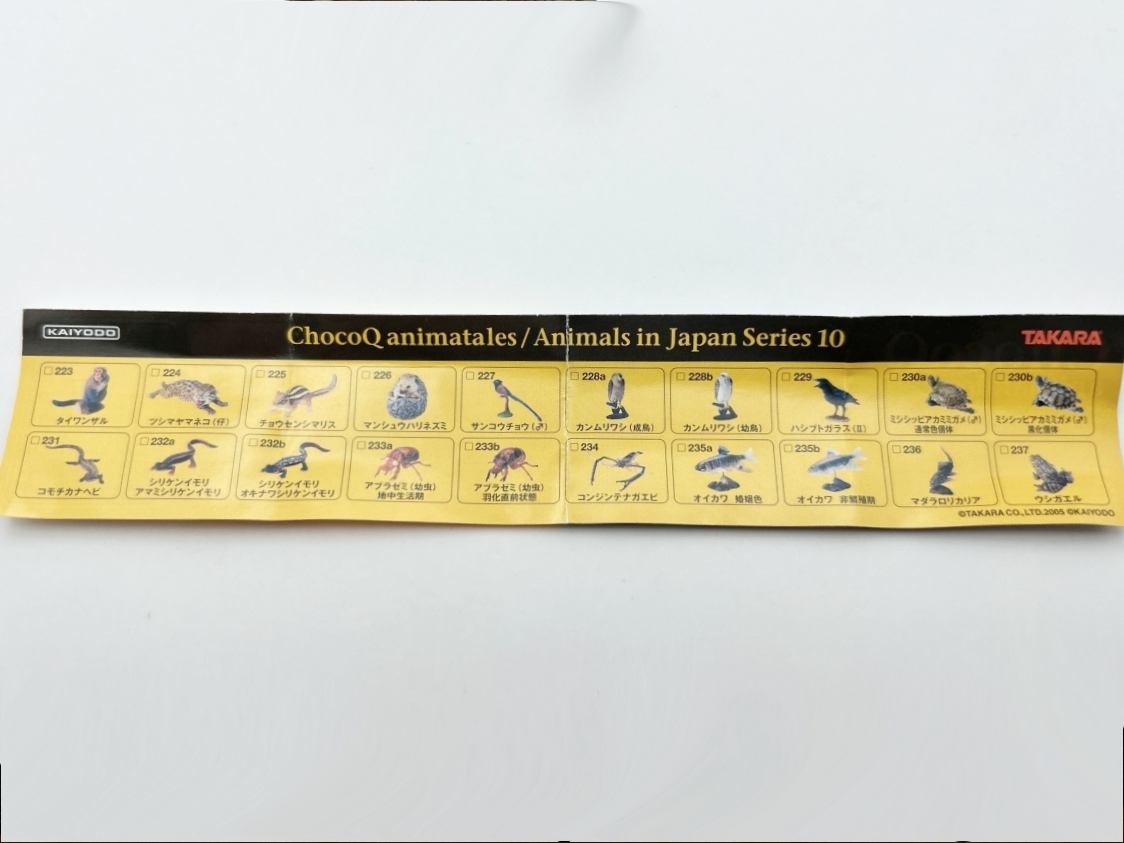 KAIYODO
ChocoQ animatales / Animals in Japan Series 10
TAKARA
223
タイワンザル
224
ツシマヤマネコ (仔)
225
チョウセンシマリス
226
マンシュウハリネズミ
227
サンコウチョウ (♂)
228a
カンムリワシ (成鳥)
228b
カンムリワシ (幼鳥)
229
ハシブトガラス (Ⅱ)
230a
ミシシッピアカミミガメ (♂)
通常色個体
230b
ミシシッピアカミミガメ (♂)
黒化個体
231
コモチカナヘビ
232a
シリケンイモリ
アマミシリケンイモリ
232b
シリケンイモリ
オキナワシリケンイモリ
233a
アブラゼミ (幼虫)
地中生活期
233b
アブラゼミ (幼虫)
羽化直前状態
234
コンジンテナガエビ
235a
オイカワ 婚姻色
235b
オイカワ 非繁殖期
236
マダラロリカリア
237
ウシガエル
©TAKARA CO.,LTD.2005 ©KAIYODO